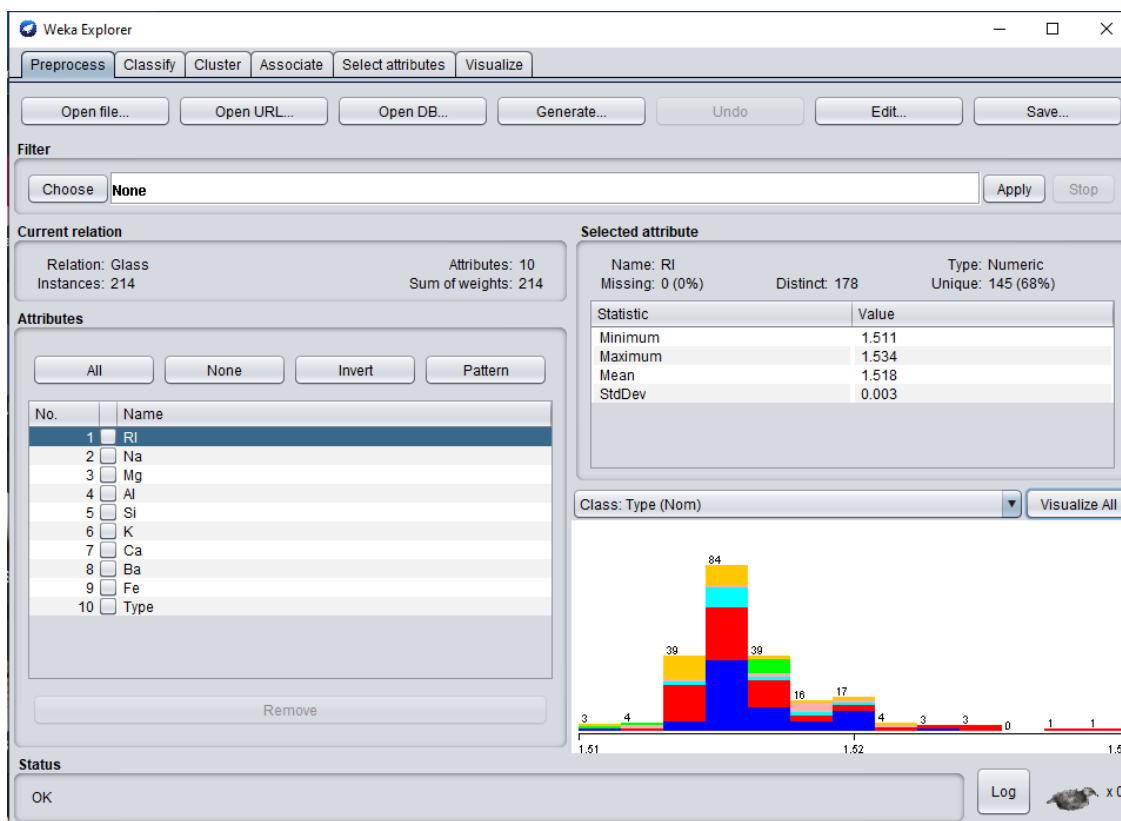 Weka Explorer
Preprocess Classify Cluster Associate Select attributes Visualize
Open file... Open URL... Open DB... Generate... Undo Edit... Save...
Filter
Choose None Apply Stop
Current relation
Relation: Glass Attributes: 10
Instances: 214 Sum of weights: 214
Selected attribute
Name: RI Type: Numeric
Missing: 0 (0%) Distinct: 178 Unique: 145 (68%)
Statistic Value
Minimum 1.511
Maximum 1.534
Mean 1.518
StdDev 0.003
Attributes
All None Invert Pattern
No. Name
1 RI
2 Na
3 Mg
4 Al
5 Si
6 K
7 Ca
8 Ba
9 Fe
10 Type
Remove
Class: Type (Nom) Visualize All
3 4 39 84 39 16 17 4 3 3 0 1 1
1.51 1.52 1.5
Status
OK
Log x 0